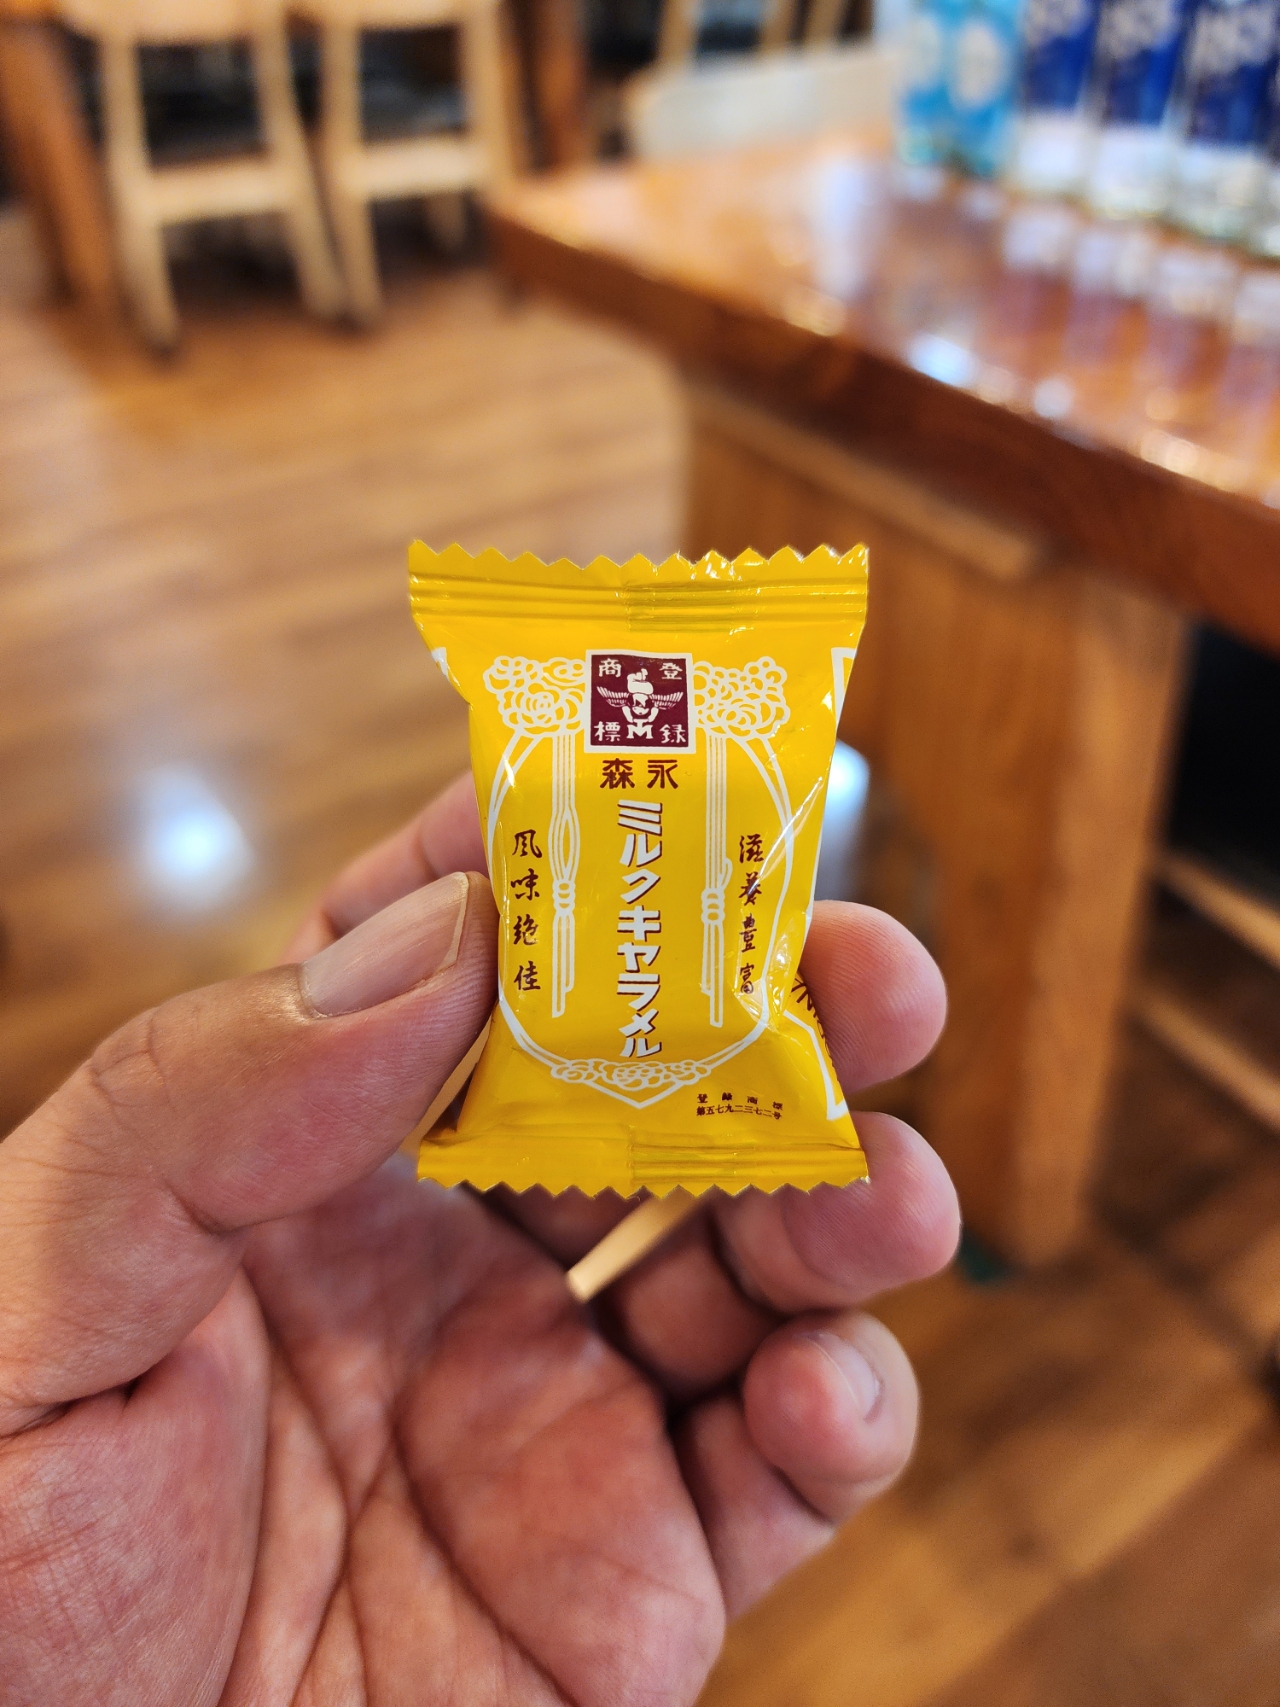 商登
標録
森永
ミルクキャラメル
滋養豊富
風味絶佳
登録商標
第五七九二三七二号